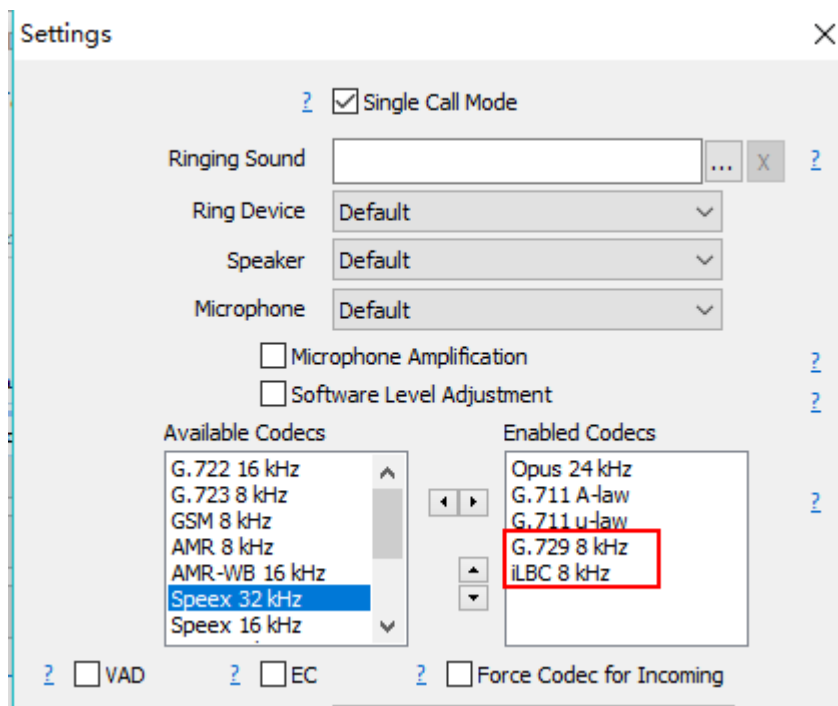 Settings
? Single Call Mode
Ringing Sound ... X ?
Ring Device Default
Speaker Default
Microphone Default
Microphone Amplification ?
Software Level Adjustment ?
Available Codecs Enabled Codecs
G.722 16 kHz Opus 24 kHz
G.723 8 kHz G.711 A-law ?
GSM 8 kHz G.711 u-law
AMR 8 kHz G.729 8 kHz
AMR-WB 16 kHz iLBC 8 kHz
Speex 32 kHz
Speex 16 kHz
? VAD ? EC ? Force Codec for Incoming